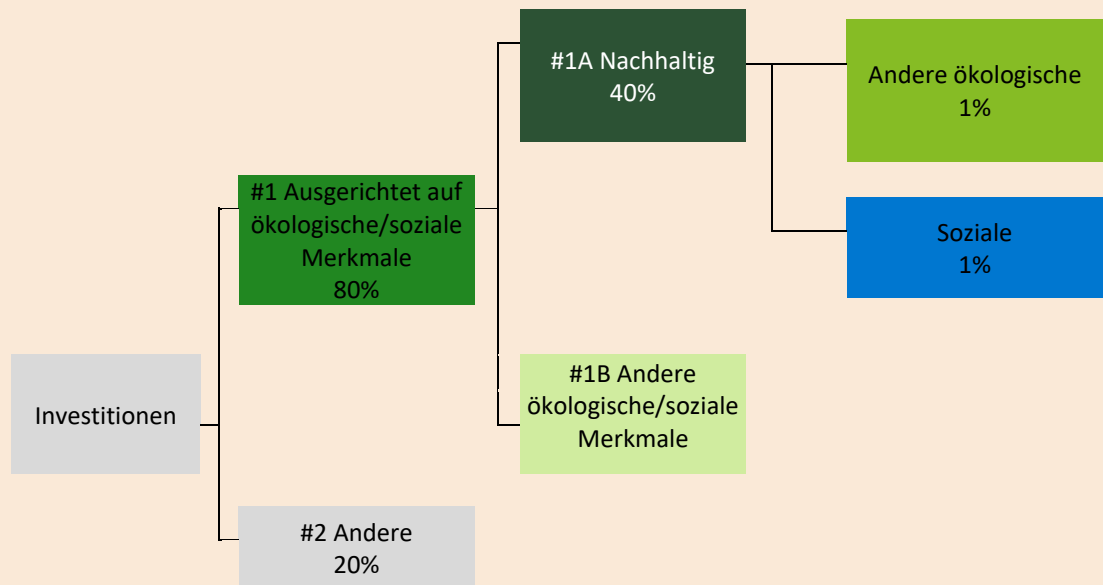 #1A Nachhaltig
40%
Andere ökologische
1%
#1 Ausgerichtet auf
ökologische/soziale
Merkmale
80%
Soziale
1%
Investitionen
#1B Andere
ökologische/soziale
Merkmale
#2 Andere
20%